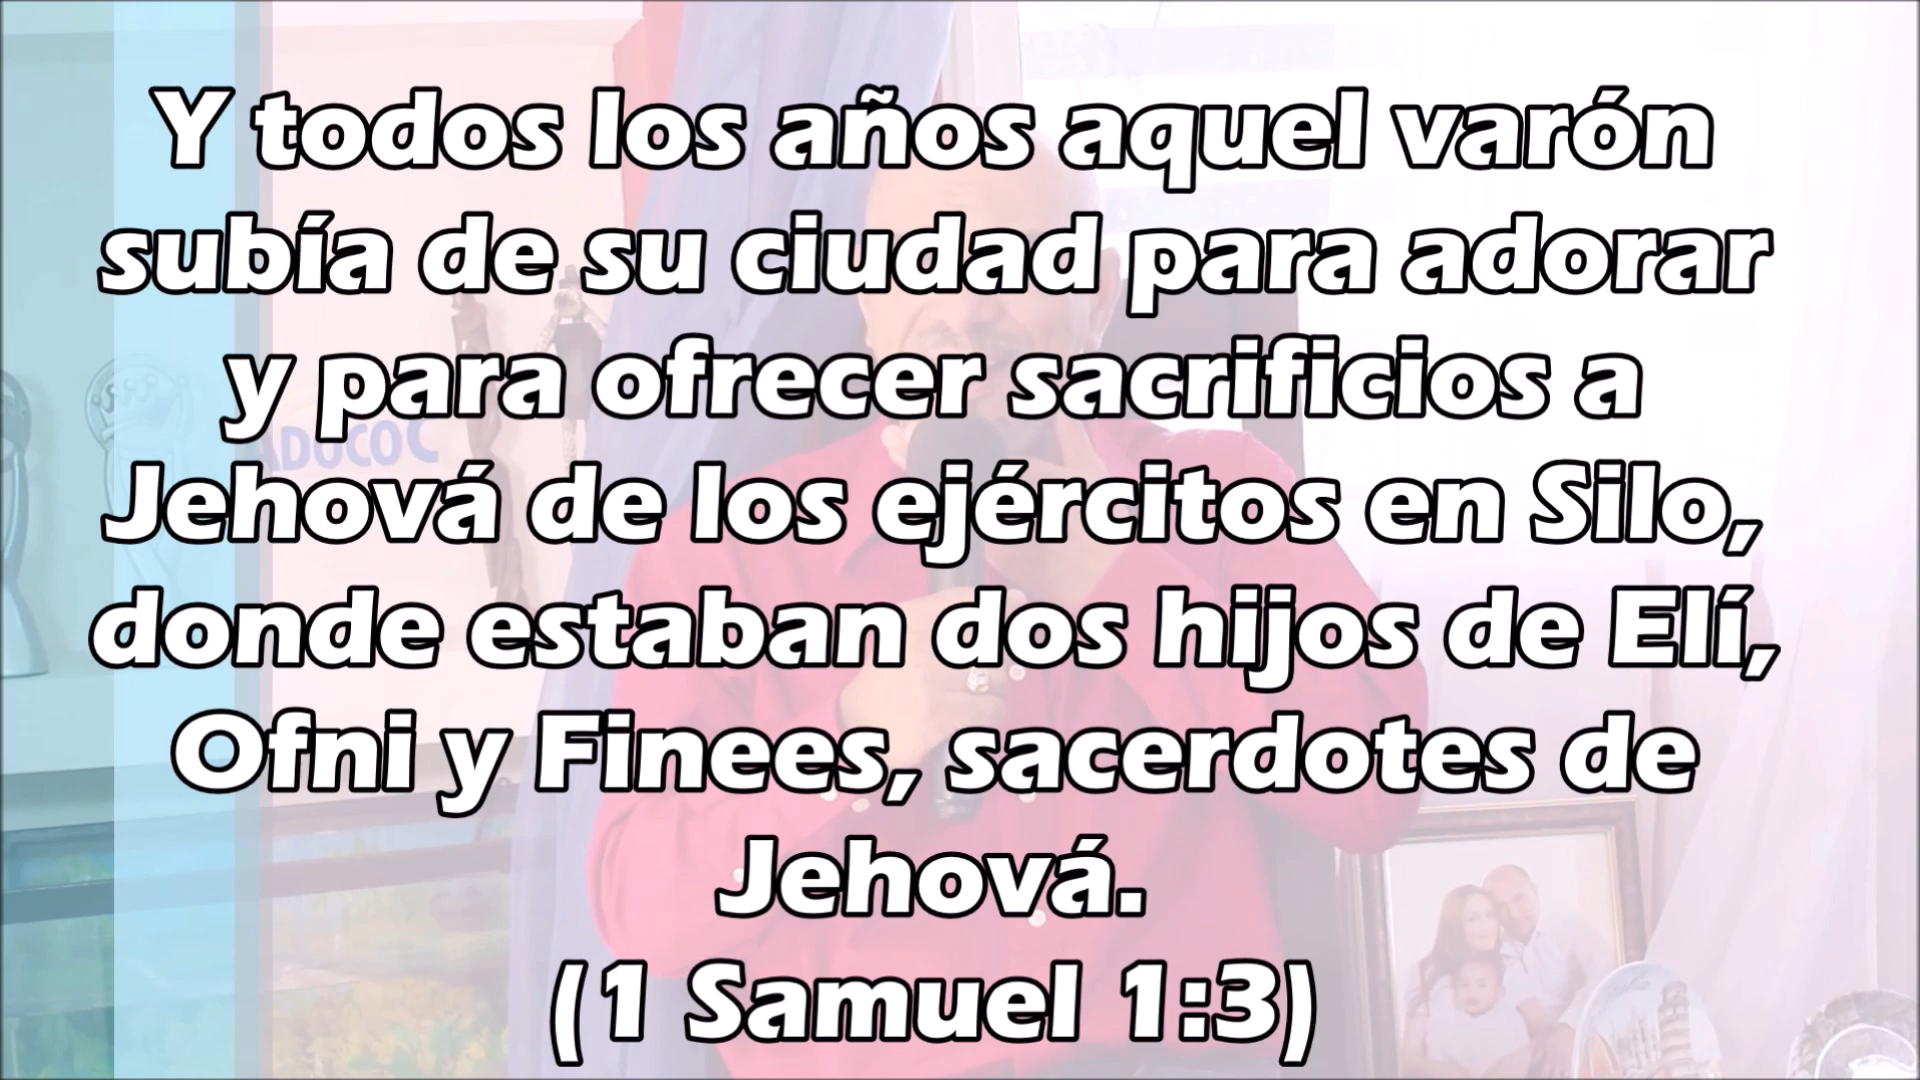 Y todos los años aquel varón
subía de su ciudad para adorar
y para ofrecer sacrificios a
Jehová de los ejércitos en Silo,
donde estaban dos hijos de Elí,
Ofni y Finees, sacerdotes de
Jehová.
(1 Samuel 1:3)
ADOCOC